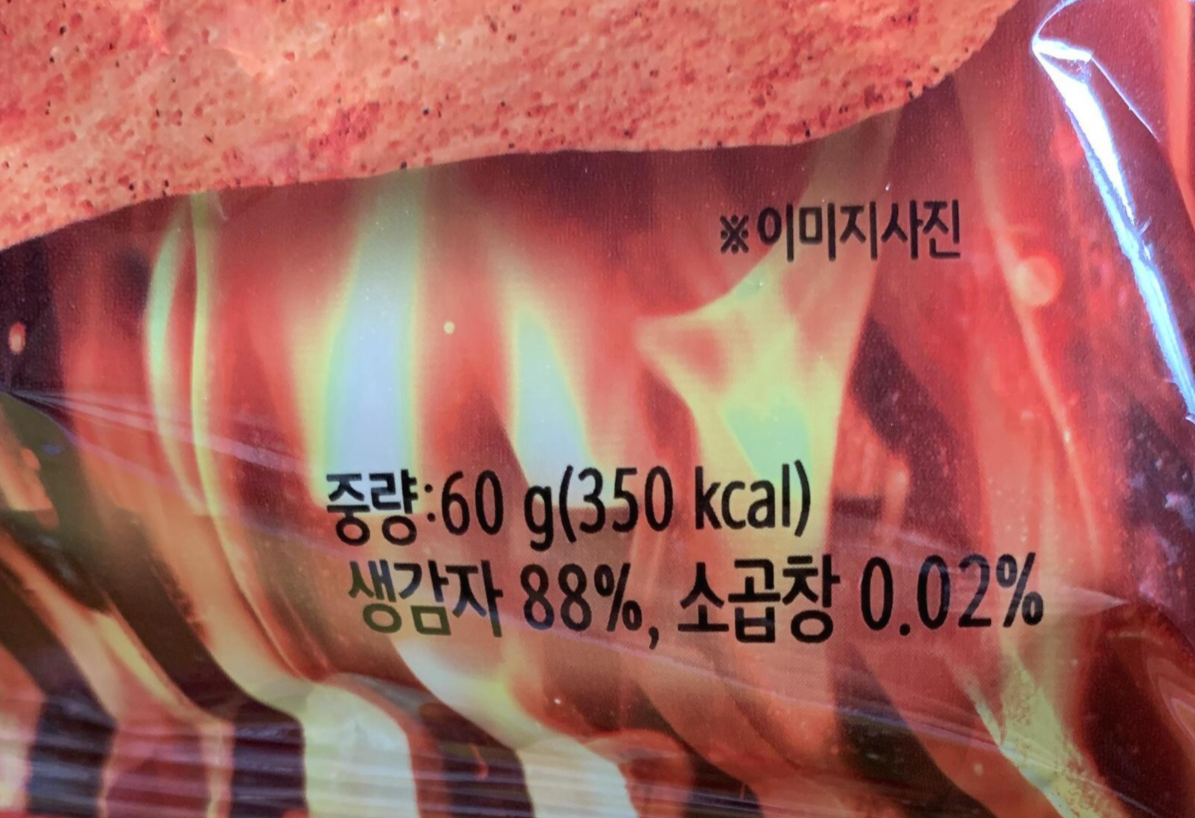 ※이미지사진
중량:60 g(350 kcal)
생감자 88%, 소곱창 0.02%